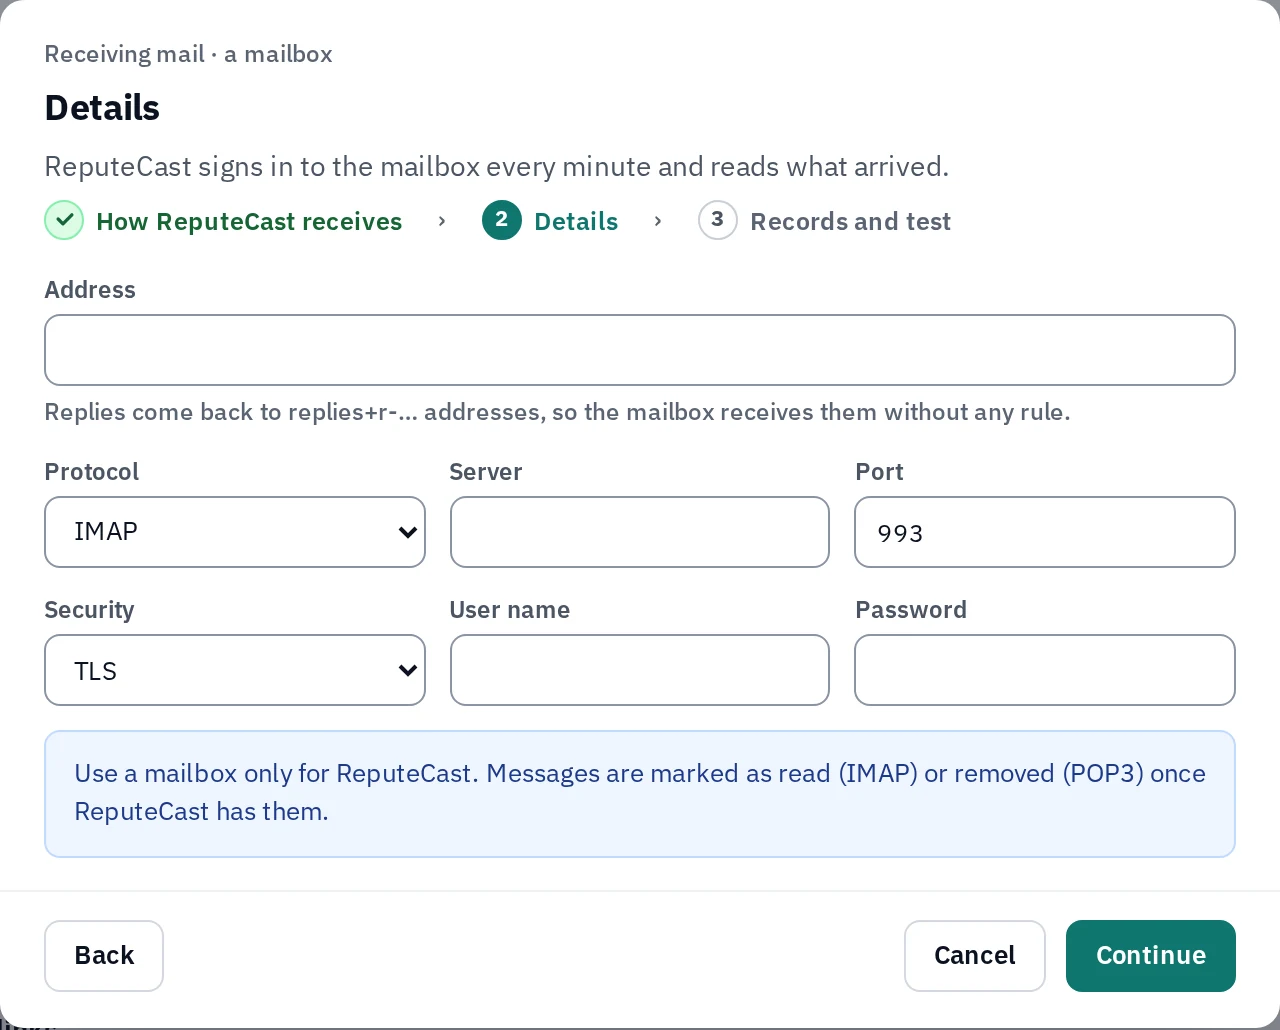 Receiving mail · a mailbox
Details
ReputeCast signs in to the mailbox every minute and reads what arrived.
How ReputeCast receives › 2 Details › 3 Records and test
Address
Replies come back to replies+r-... addresses, so the mailbox receives them without any rule.
Protocol Server Port
IMAP 993
Security User name Password
TLS
Use a mailbox only for ReputeCast. Messages are marked as read (IMAP) or removed (POP3) once
ReputeCast has them.
Back Cancel Continue